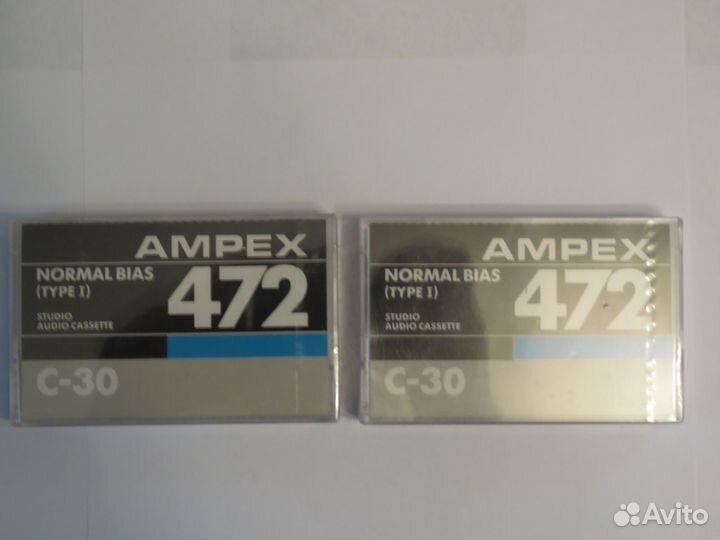 AMPEX
NORMAL BIAS
(TYPE I)
472
STUDIO
AUDIO CASSETTE
C-30
AMPEX
NORMAL BIAS
(TYPE I)
472
STUDIO
AUDIO CASSETTE
C-30
Avito